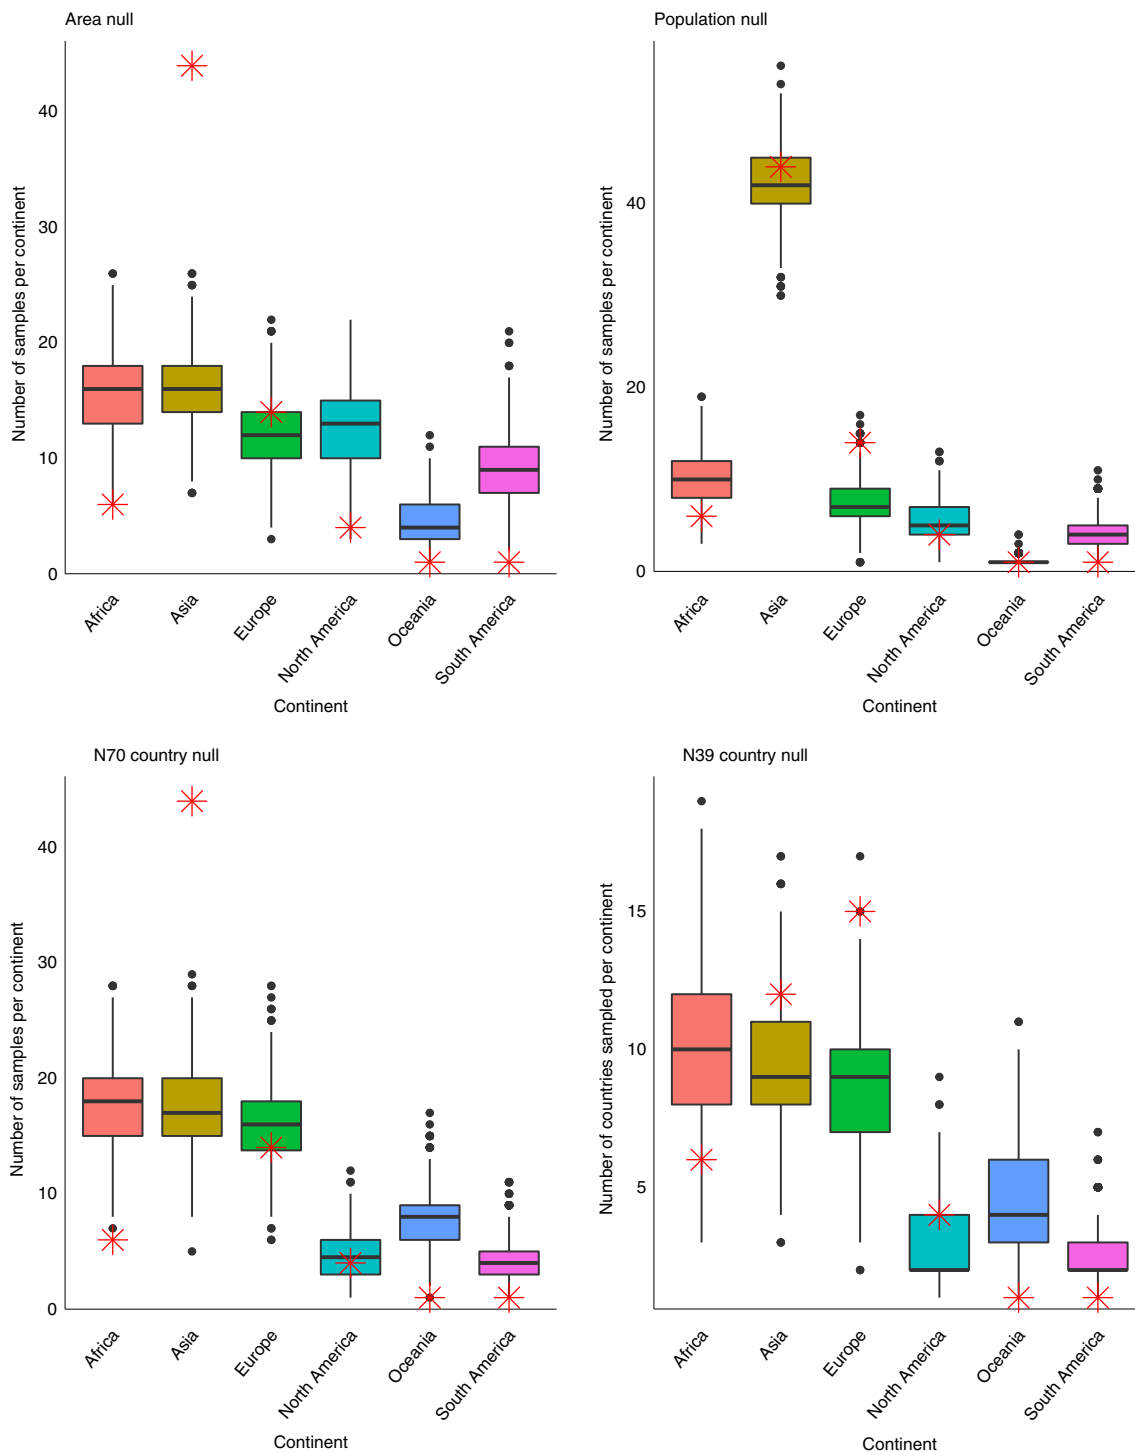 Area null
Number of samples per continent
40
30
20
10
0
Africa
Asia
Europe
North America
Oceania
South America
Continent
Population null
Number of samples per continent
40
20
0
Africa
Asia
Europe
North America
Oceania
South America
Continent
N70 country null
Number of samples per continent
40
30
20
10
0
Africa
Asia
Europe
North America
Oceania
South America
Continent
N39 country null
Number of countries sampled per continent
15
10
5
Africa
Asia
Europe
North America
Oceania
South America
Continent